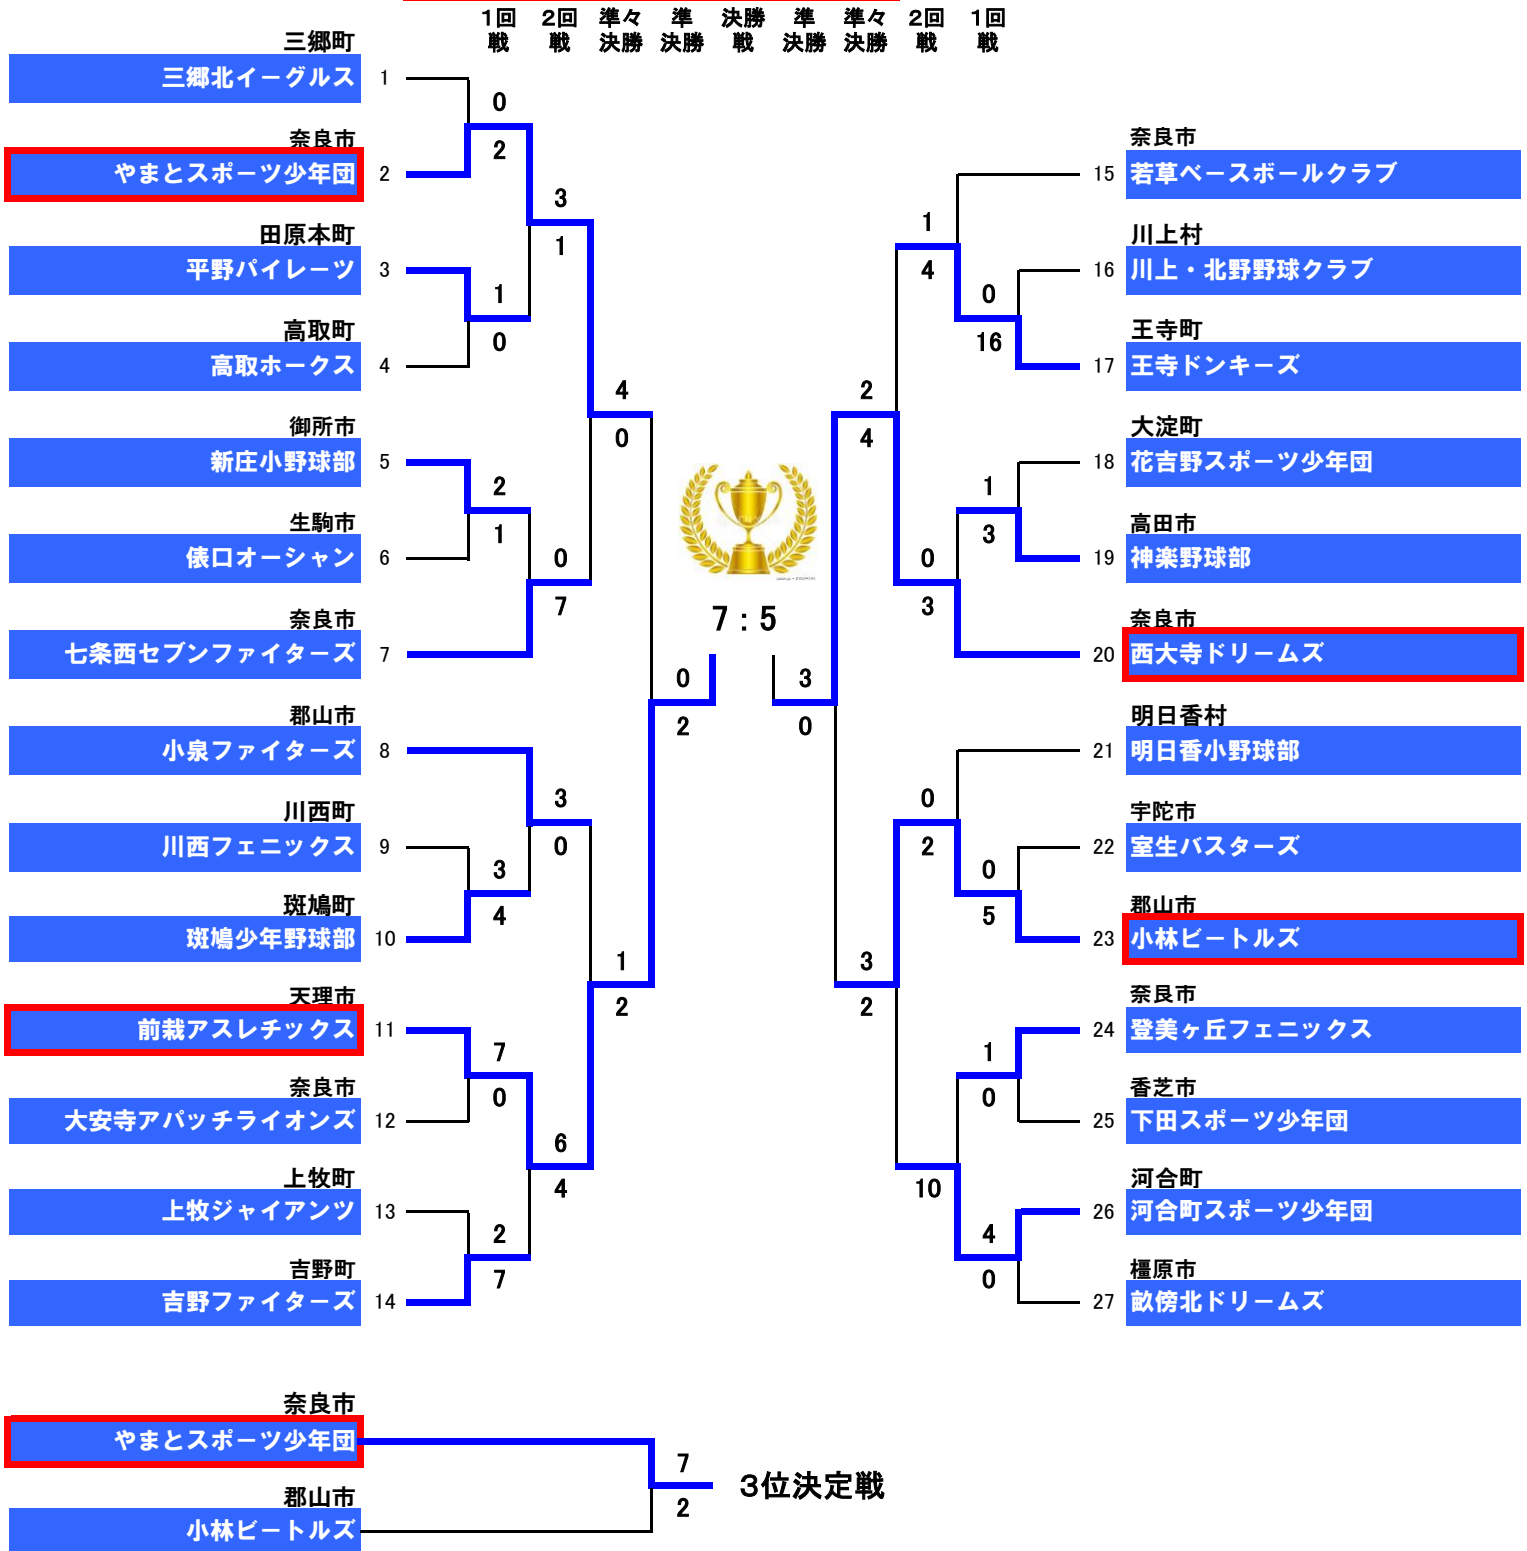 1回戦 2回戦 準々決勝 準決勝 決勝戦 準決勝 準々決勝 2回戦 1回戦
三郷町
三郷北イーグルス 1
奈良市
やまとスポーツ少年団 2
田原本町
平野パイレーツ 3
高取町
高取ホークス 4
御所市
新庄小野球部 5
生駒市
俵口オーシャン 6
奈良市
七条西セブンファイターズ 7
郡山市
小泉ファイターズ 8
川西町
川西フェニックス 9
斑鳩町
斑鳩少年野球部 10
天理市
前栽アスレチックス 11
奈良市
大安寺アパッチライオンズ 12
上牧町
上牧ジャイアンツ 13
吉野町
吉野ファイターズ 14
0
2
1
0
2
1
3
4
7
0
2
7
3
1
0
7
3
0
6
4
4
0
1
2
0
2
7：5
3
0
2
4
3
2
1
4
0
3
0
2
10
0
16
1
3
0
5
1
0
4
0
奈良市
15 若草ベースボールクラブ
川上村
16 川上・北野野球クラブ
王寺町
17 王寺ドンキーズ
大淀町
18 花吉野スポーツ少年団
高田市
19 神楽野球部
奈良市
20 西大寺ドリームズ
明日香村
21 明日香小野球部
宇陀市
22 室生バスターズ
郡山市
23 小林ビートルズ
奈良市
24 登美ヶ丘フェニックス
香芝市
25 下田スポーツ少年団
河合町
26 河合町スポーツ少年団
橿原市
27 畝傍北ドリームズ
奈良市
やまとスポーツ少年団
7
2
3位決定戦
郡山市
小林ビートルズ